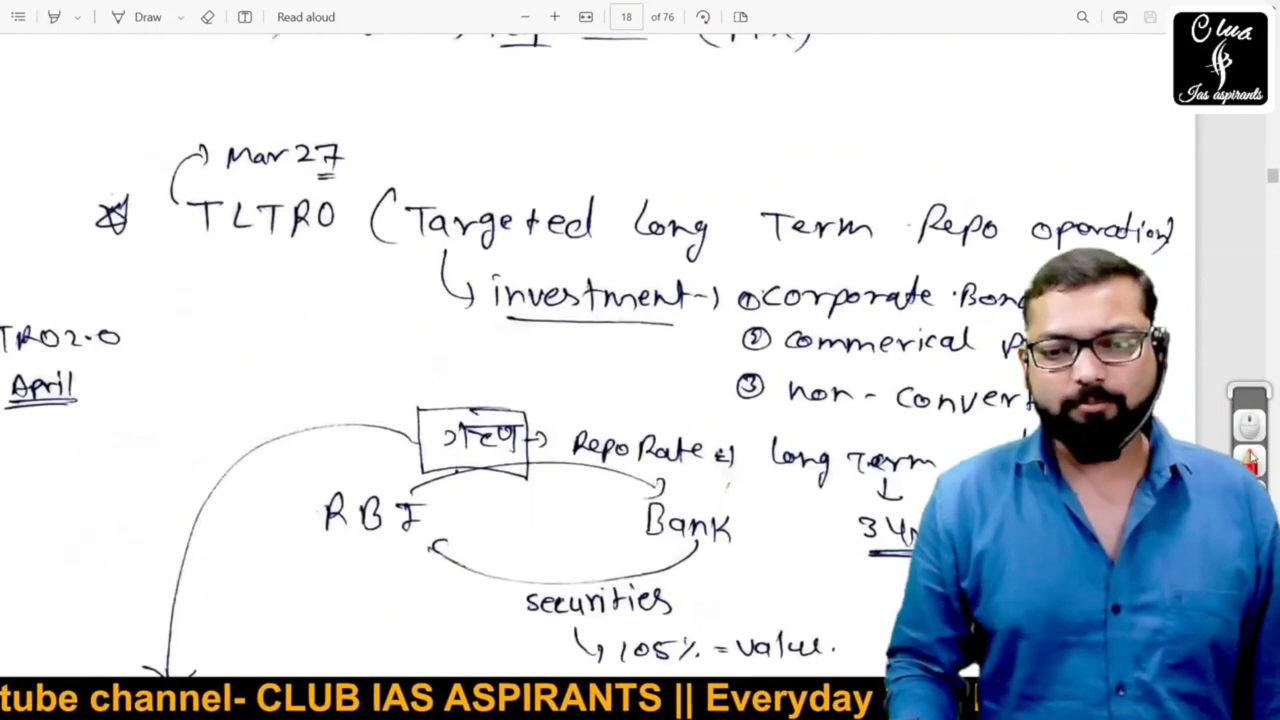 Draw
Read aloud
18 of 76
Club
Ias aspirants
Mar 27
TLTRO (Targeted Long Term Repo operation)
investment → ① corporate Bon
TRO 2.0
② commerical P
April
③ non-convert
Repo Rate Long Term
RBI Bank
securities
105% = value.
tube channel- CLUB IAS ASPIRANTS || Everyday